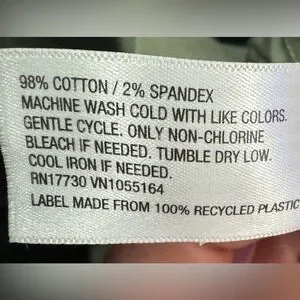 98% COTTON / 2% SPANDEX
MACHINE WASH COLD WITH LIKE COLORS.
GENTLE CYCLE. ONLY NON-CHLORINE
BLEACH IF NEEDED. TUMBLE DRY LOW.
COOL IRON IF NEEDED.
RN17730 VN1055164
LABEL MADE FROM 100% RECYCLED PLASTIC